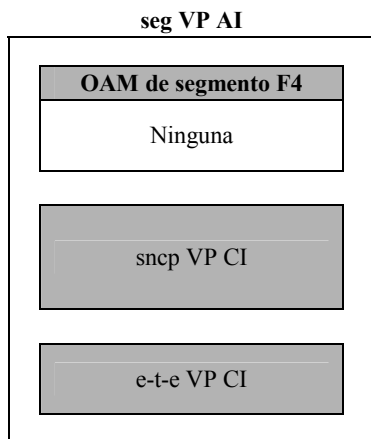 seg VP AI
OAM de segmento F4
Ninguna
sncp VP CI
e-t-e VP CI